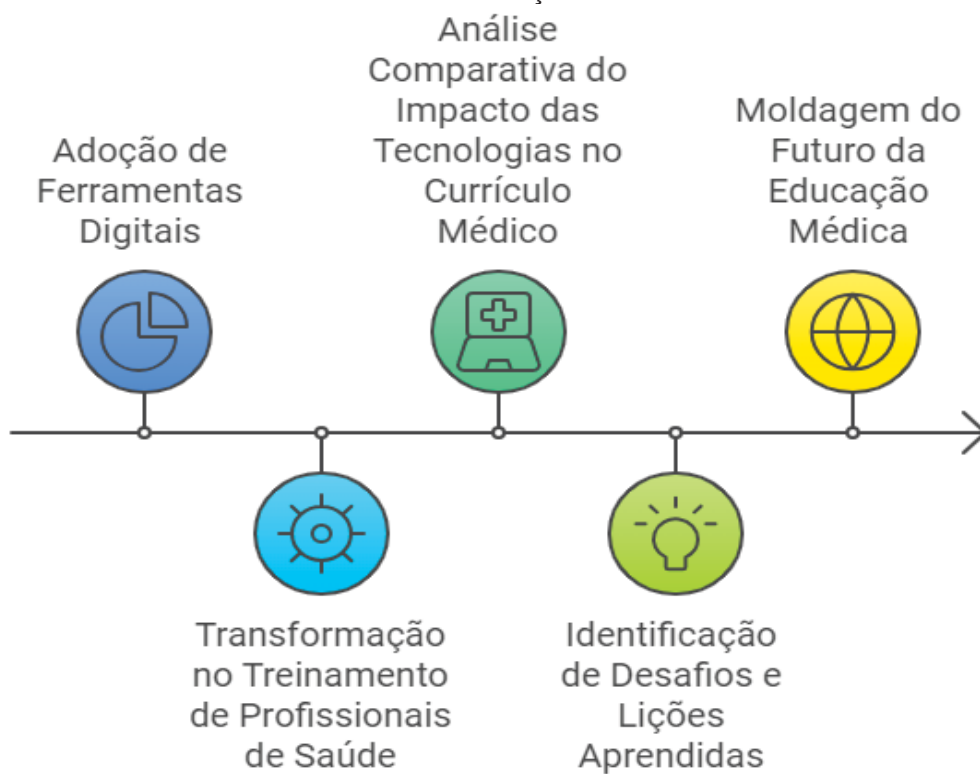 Adoção de
Ferramentas
Digitais
Transformação
no Treinamento
de Profissionais
de Saúde
Análise
Comparativa do
Impacto das
Tecnologias no
Currículo
Médico
Identificação
de Desafios e
Lições
Aprendidas
Moldagem do
Futuro da
Educação
Médica